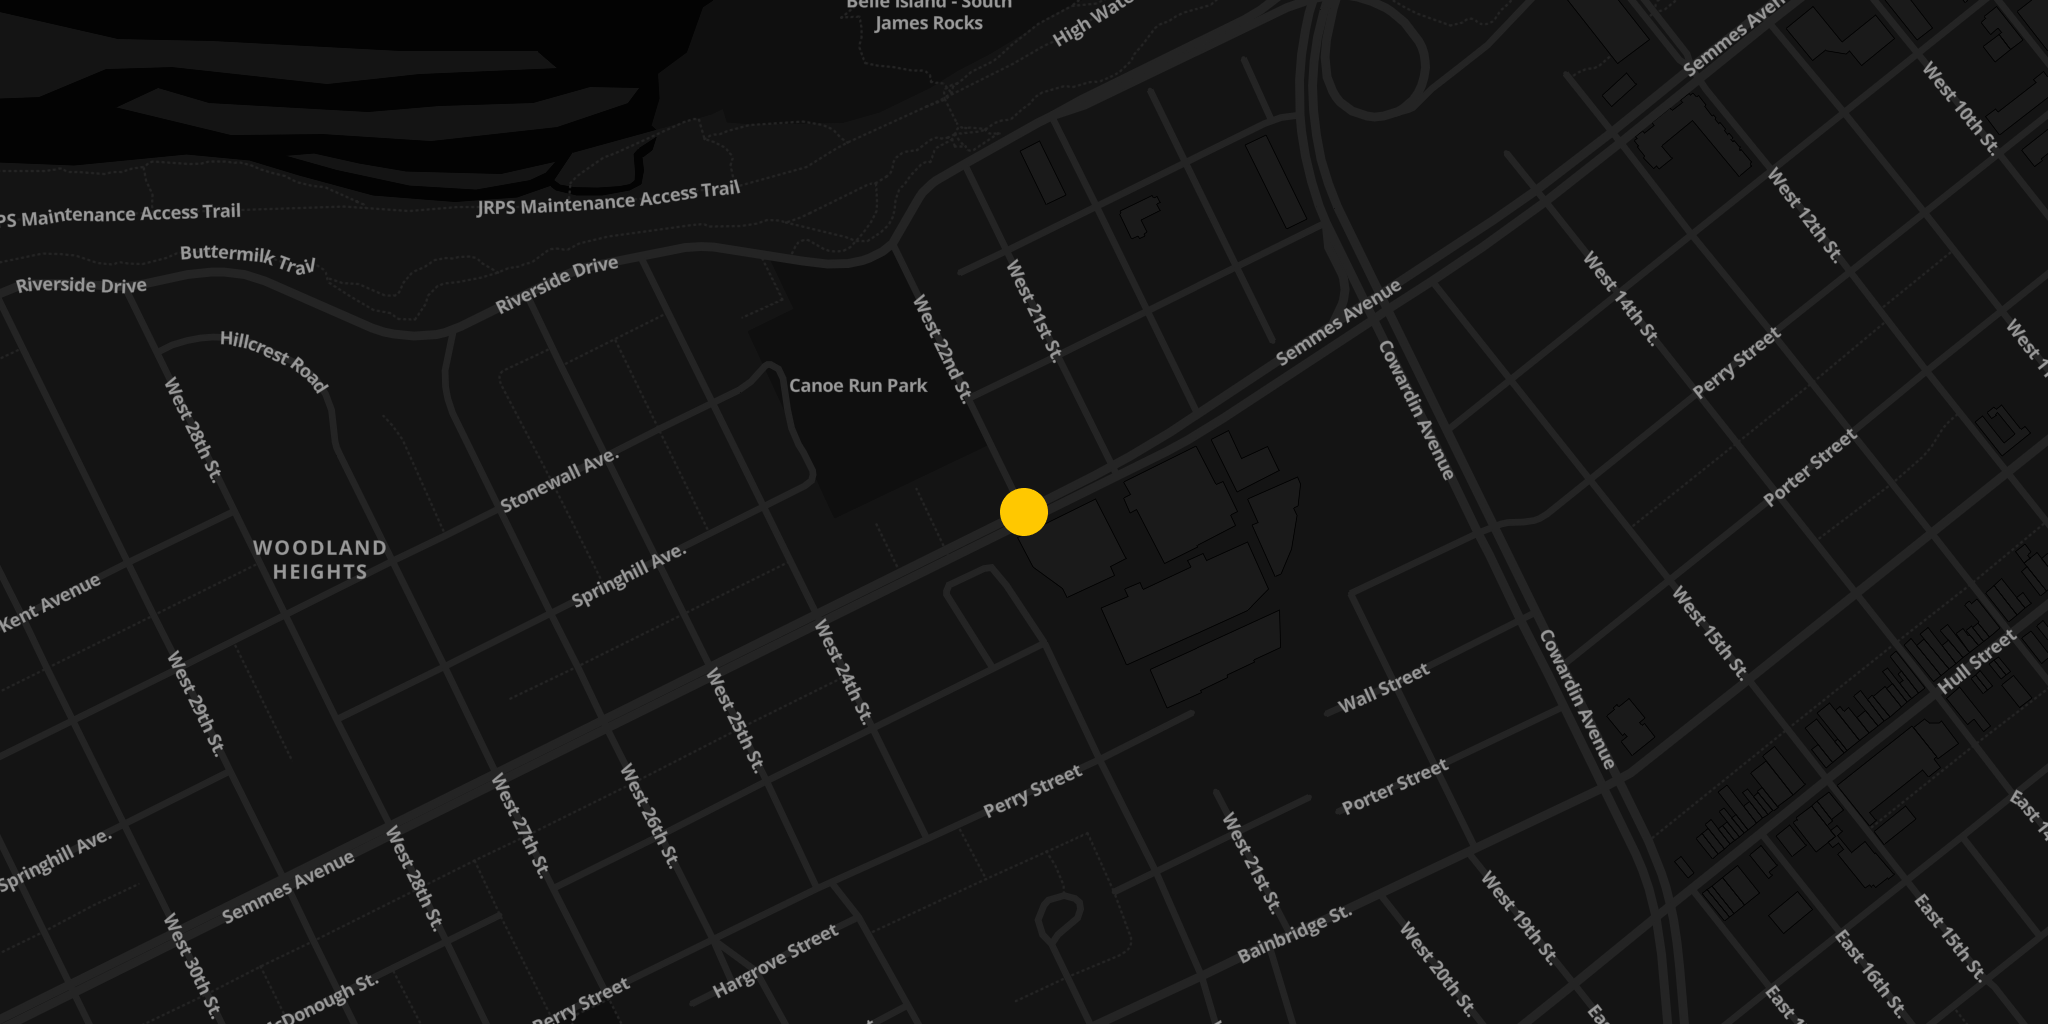 Belle Island - South
James Rocks
High Wate
Semmes Aven
West 10th St.
West 12th St.
PS Maintenance Access Trail
JRPS Maintenance Access Trail
Buttermilk Trav
Riverside Drive
Riverside Drive
Hillcrest Road
West 28th St.
West 22nd St.
West 21st St.
Semmes Avenue
West 14th St.
Perry Street
West 1
Canoe Run Park
Cowardin Avenue
Stonewall Ave.
Porter Street
WOODLAND
HEIGHTS
Kent Avenue
Springhill Ave.
West 15th St.
Hull Street
West 29th St.
West 24th St.
West 25th St.
Wall Street
Cowardin Avenue
Perry Street
Porter Street
West 27th St.
West 26th St.
West 21st St.
Springhill Ave.
Semmes Avenue
West 28th St.
East 14
Bainbridge St.
West 19th St.
East 15th St.
West 30th St.
Hargrove Street
West 20th St.
East 16th St.
cDonough St.
Perry Street
East 1
Ea